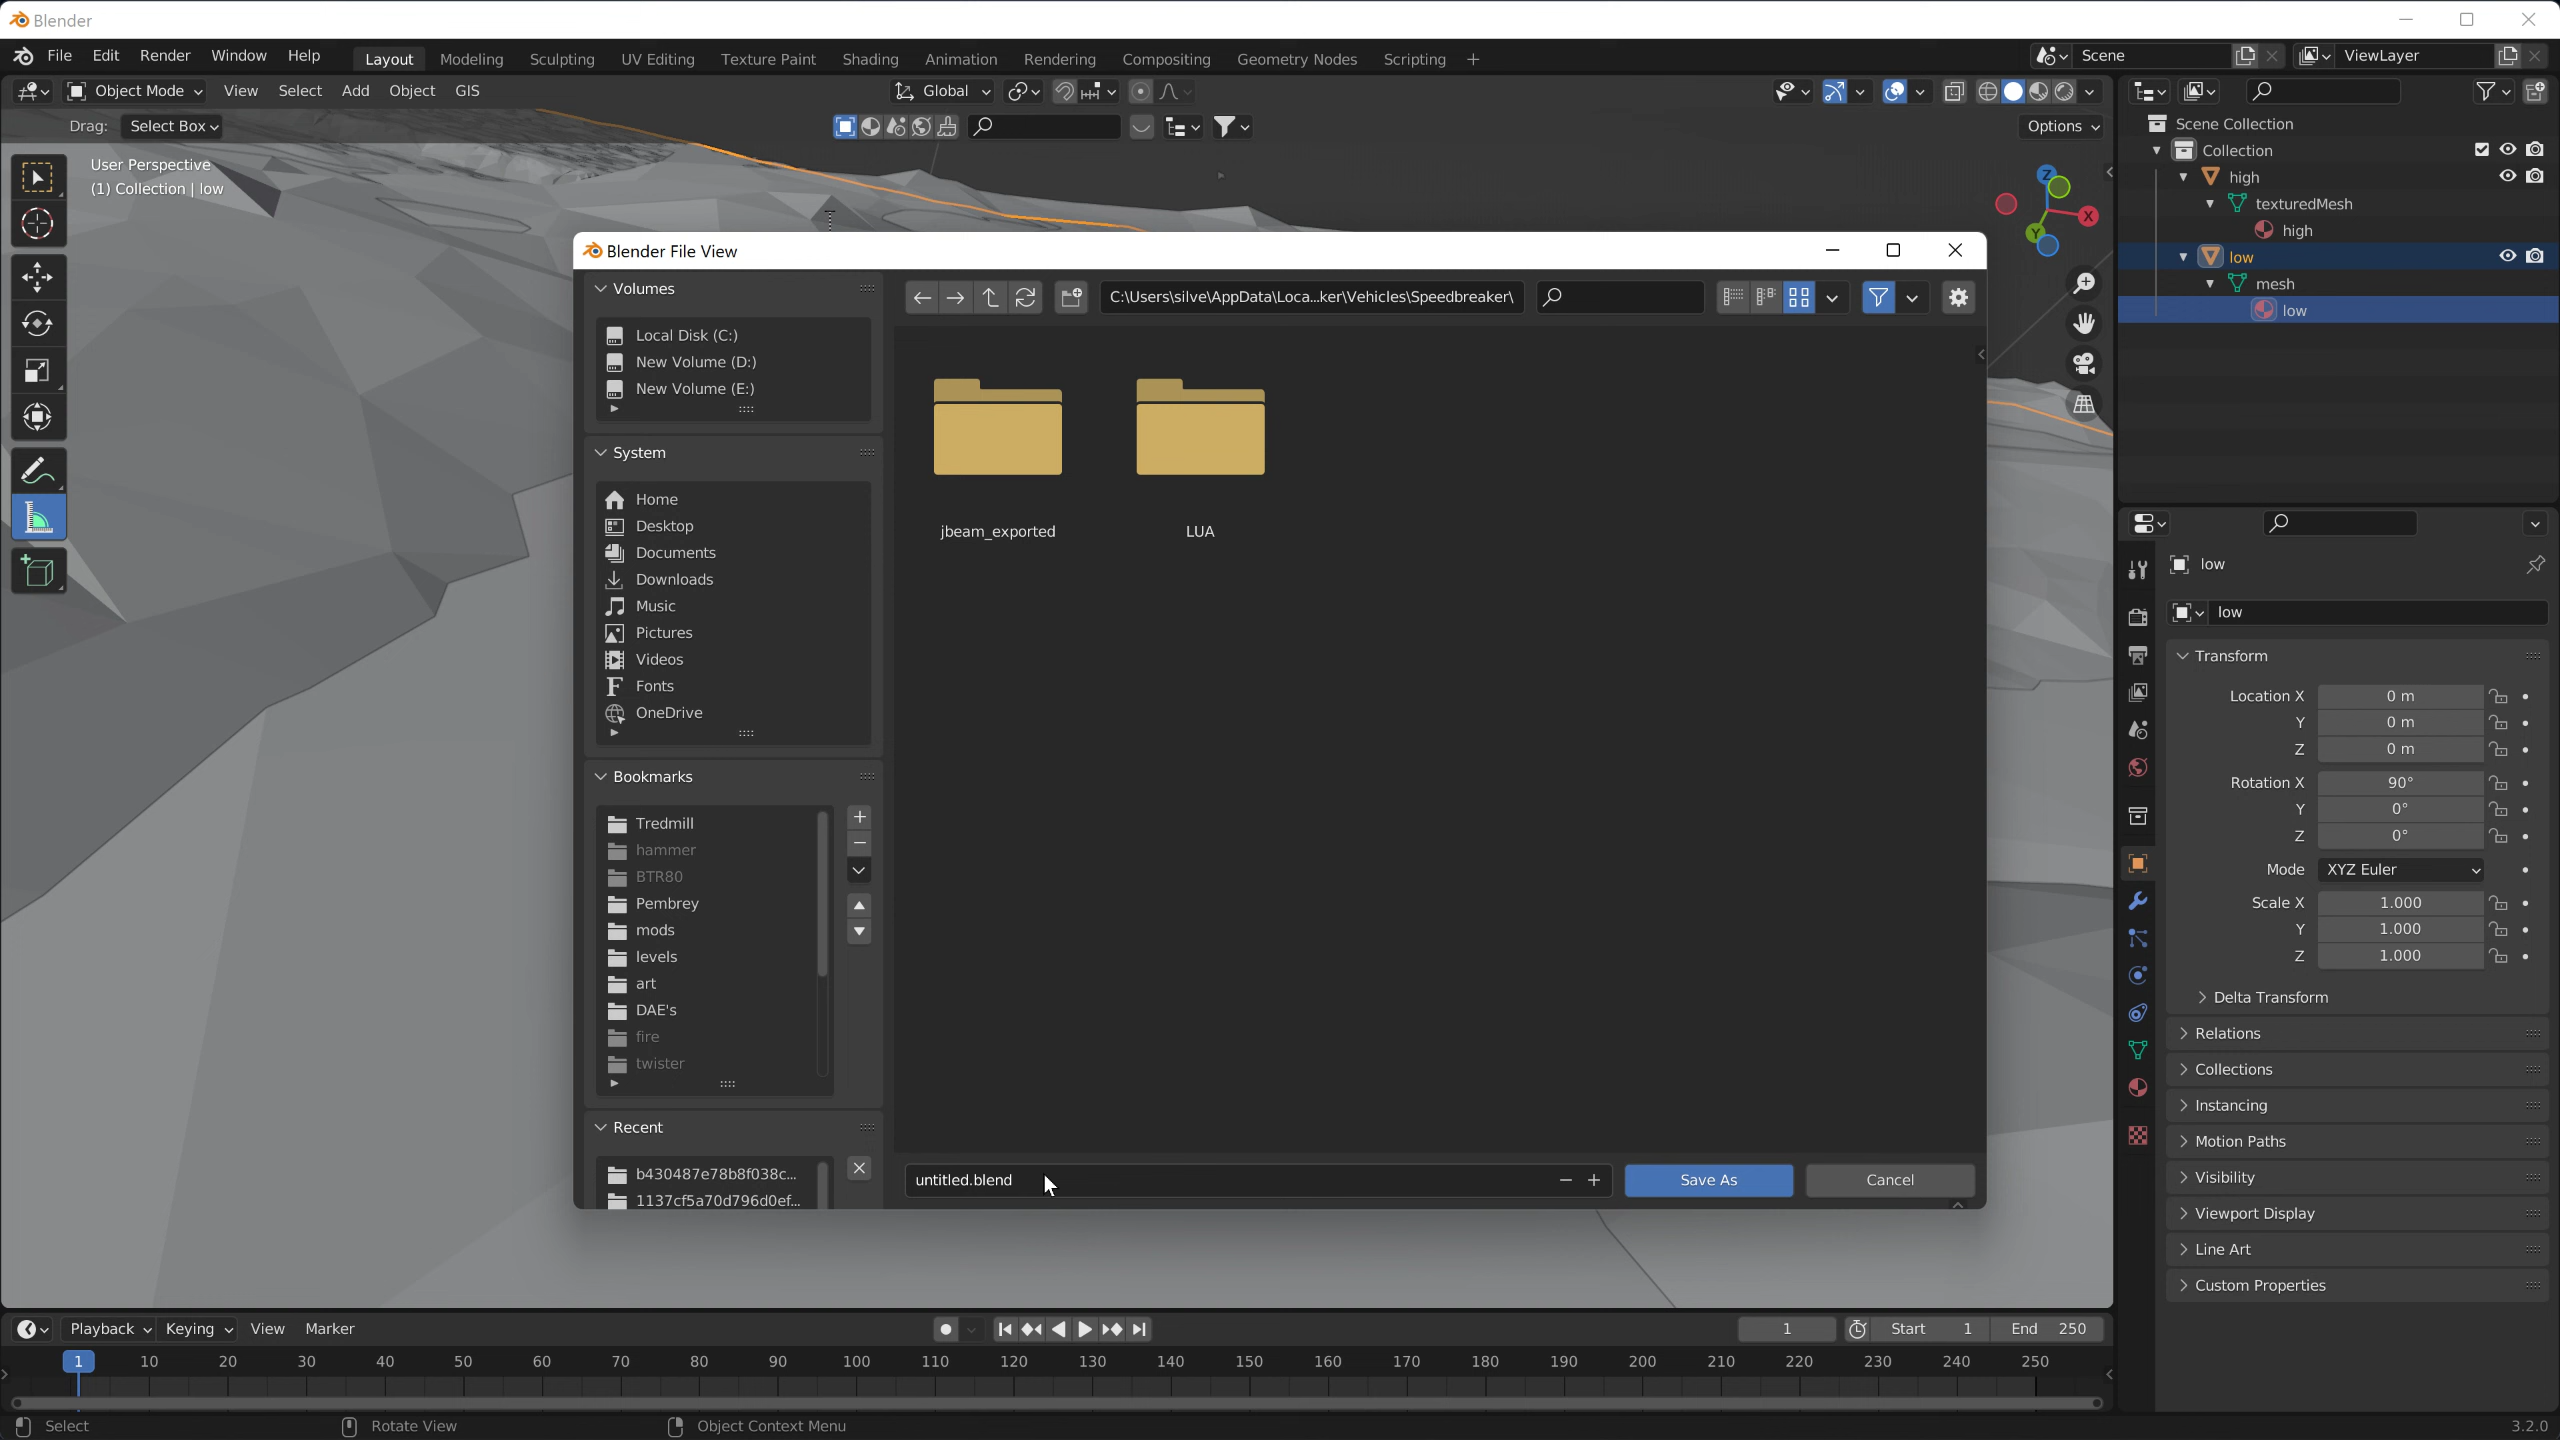 Blender
File Edit Render Window Help Layout Modeling Sculpting UV Editing Texture Paint Shading Animation Rendering Compositing Geometry Nodes Scripting + Scene ViewLayer
Object Mode View Select Add Object GIS Global
Drag: Select Box Options
User Perspective
(1) Collection | low
Blender File View
Volumes
Local Disk (C:)
New Volume (D:)
New Volume (E:)
System
Home
Desktop
Documents
Downloads
Music
Pictures
Videos
Fonts
OneDrive
Bookmarks
Tredmill
hammer
BTR80
Pembrey
mods
levels
art
DAE's
fire
twister
Recent
b430487e78b8f038c...
1137cf5a70d796d0ef...
C:\Users\silve\AppData\Loca...ker\Vehicles\Speedbreaker\
jbeam_exported LUA
untitled.blend Save As Cancel
Z
X
Y
Scene Collection
Collection
high
texturedMesh
high
low
mesh
low
low
low
Transform
Location X 0 m
Y 0 m
Z 0 m
Rotation X 90°
Y 0°
Z 0°
Mode XYZ Euler
Scale X 1.000
Y 1.000
Z 1.000
Delta Transform
Relations
Collections
Instancing
Motion Paths
Visibility
Viewport Display
Line Art
Custom Properties
Playback Keying View Marker 1 Start 1 End 250
1 10 20 30 40 50 60 70 80 90 100 110 120 130 140 150 160 170 180 190 200 210 220 230 240 250
Select Rotate View Object Context Menu 3.2.0